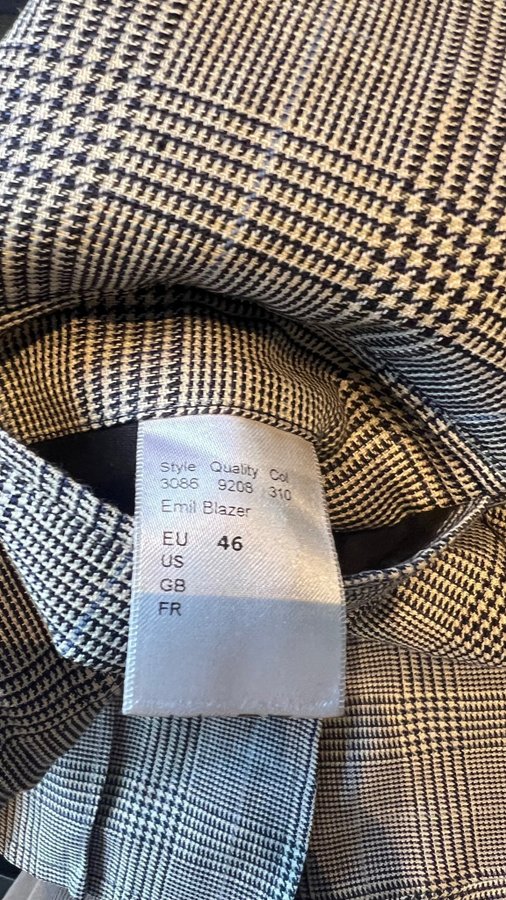 Style Quality Col
3086 9208 310
Emil Blazer
EU 46
US
GB
FR